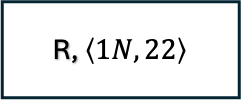 R, ⟨1𝑁, 22⟩